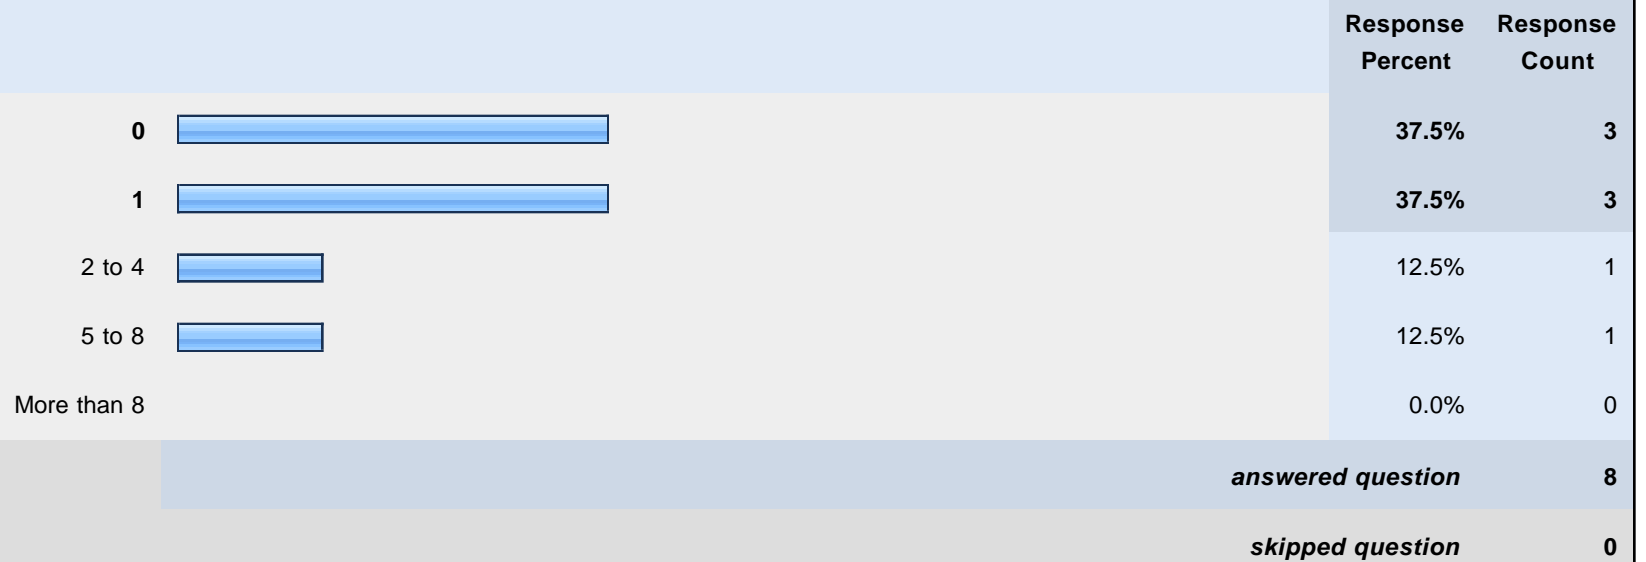 Response Response
Percent Count
0 37.5% 3
1 37.5% 3
2 to 4 12.5% 1
5 to 8 12.5% 1
More than 8 0.0% 0
answered question 8
skipped question 0